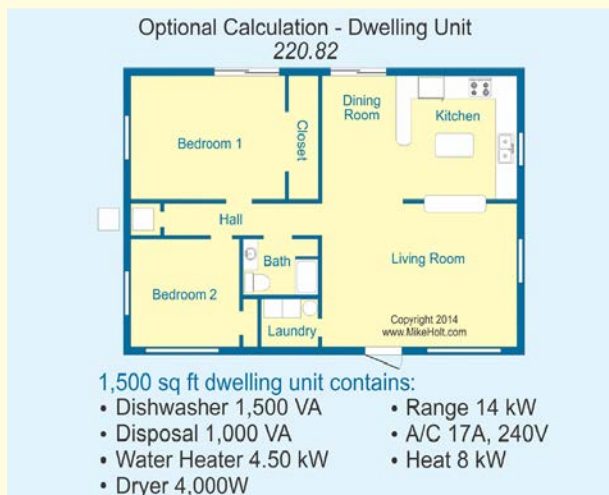 Optional Calculation - Dwelling Unit
220.82
Dining
Room
Kitchen
Bedroom 1
Closet
Hall
Bath
Living Room
Bedroom 2
Laundry
Copyright 2014
www.MikeHolt.com
1,500 sq ft dwelling unit contains:
• Dishwasher 1,500 VA
• Disposal 1,000 VA
• Water Heater 4.50 kW
• Dryer 4,000W
• Range 14 kW
• A/C 17A, 240V
• Heat 8 kW